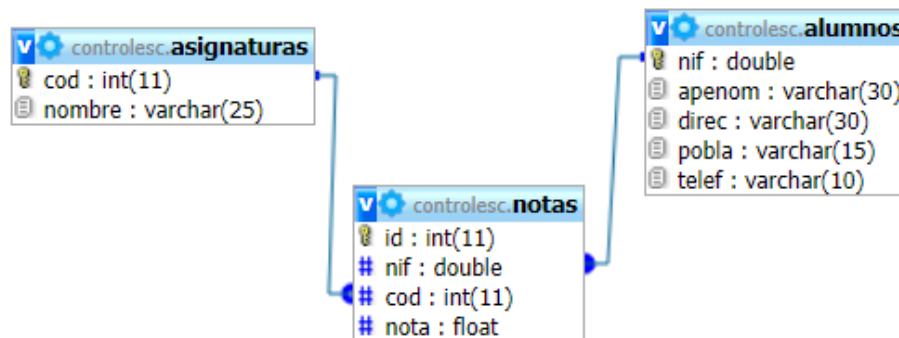 v controlesc.asignaturas
cod : int(11)
nombre : varchar(25)
v controlesc.alumnos
nif : double
apenom : varchar(30)
direc : varchar(30)
pobla : varchar(15)
telef : varchar(10)
v controlesc.notas
id : int(11)
# nif : double
# cod : int(11)
# nota : float